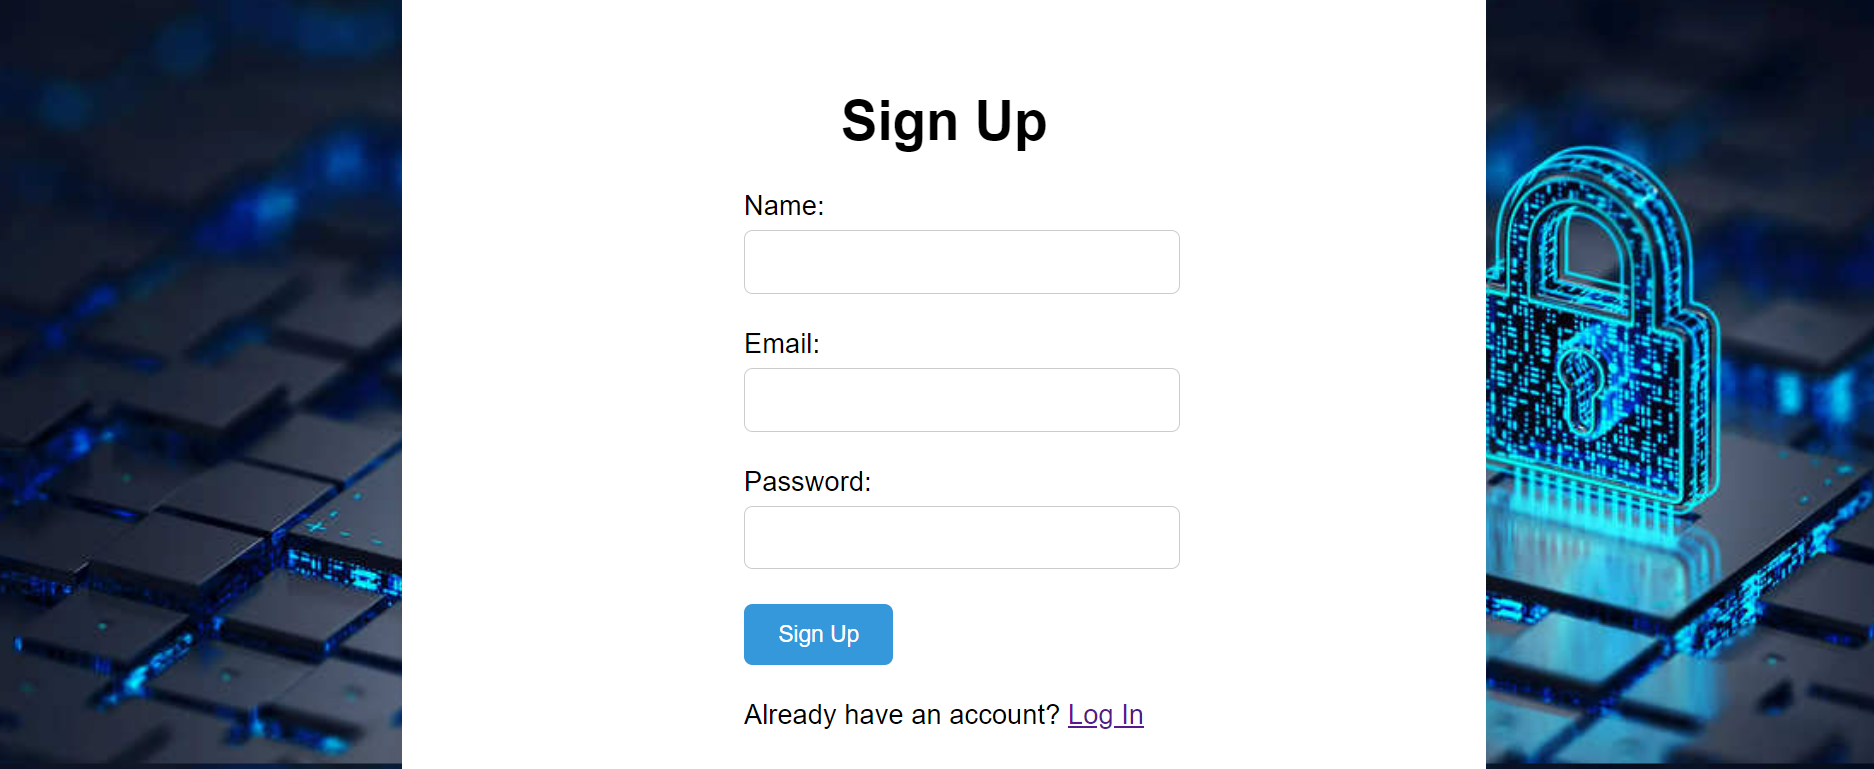 Sign Up
Name:
Email:
Password:
Sign Up
Already have an account? Log In